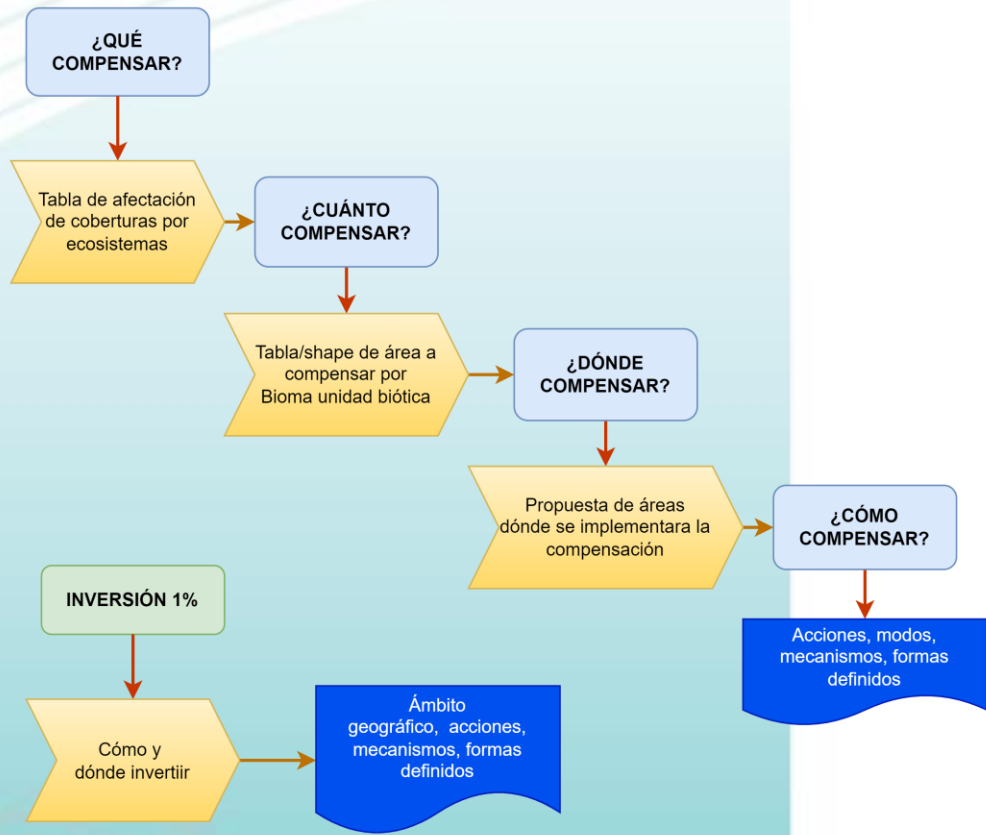 ¿QUÉ
COMPENSAR?
Tabla de afectación
de coberturas por
ecosistemas
¿CUÁNTO
COMPENSAR?
Tabla/shape de área a
compensar por
Bioma unidad biótica
¿DÓNDE
COMPENSAR?
Propuesta de áreas
dónde se implementara la
compensación
¿CÓMO
COMPENSAR?
Acciones, modos,
mecanismos, formas
definidos
INVERSIÓN 1%
Cómo y
dónde invertiir
Ámbito
geográfico, acciones,
mecanismos, formas
definidos